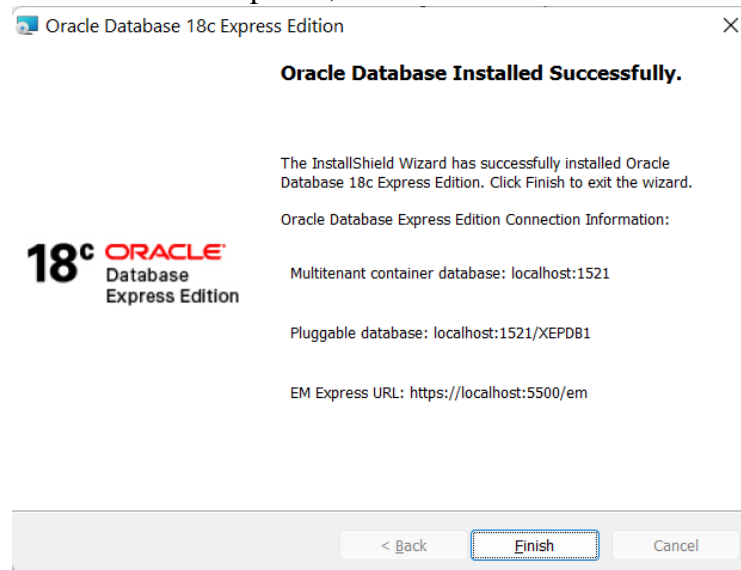 Oracle Database 18c Express Edition
Oracle Database Installed Successfully.
The InstallShield Wizard has successfully installed Oracle
Database 18c Express Edition. Click Finish to exit the wizard.
Oracle Database Express Edition Connection Information:
18c ORACLE
Database
Express Edition
Multitenant container database: localhost:1521
Pluggable database: localhost:1521/XEPDB1
EM Express URL: https://localhost:5500/em
< Back
Finish
Cancel